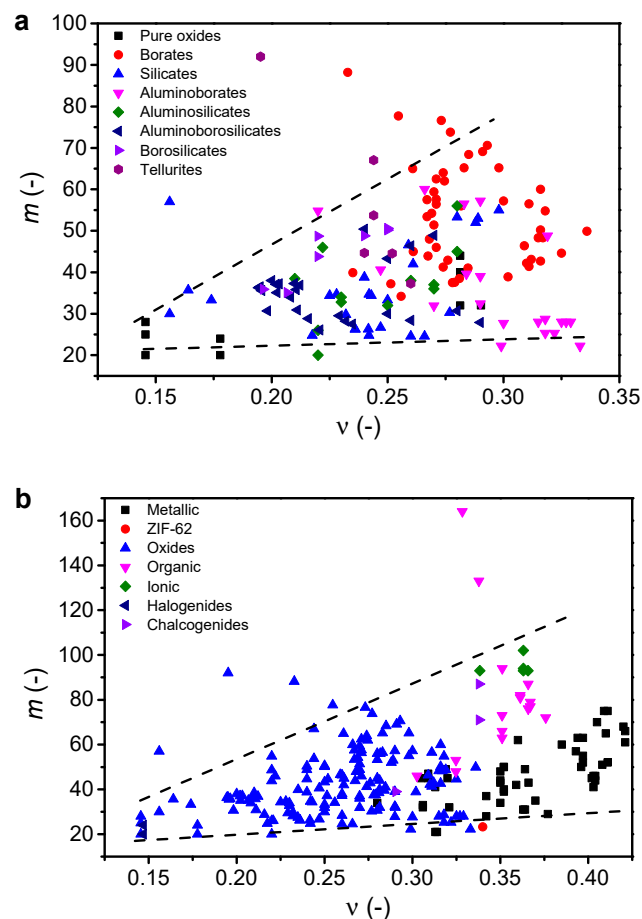 a
Pure oxides
Borates
Silicates
Aluminoborates
Aluminosilicates
Aluminoborosilicates
Borosilicates
Tellurites
100
90
80
70
60
50
40
30
20
m (-)
0.15 0.20 0.25 0.30 0.35
ν (-)
b
Metallic
ZIF-62
Oxides
Organic
Ionic
Halogenides
Chalcogenides
160
140
120
100
80
60
40
20
m (-)
0.15 0.20 0.25 0.30 0.35 0.40
ν (-)